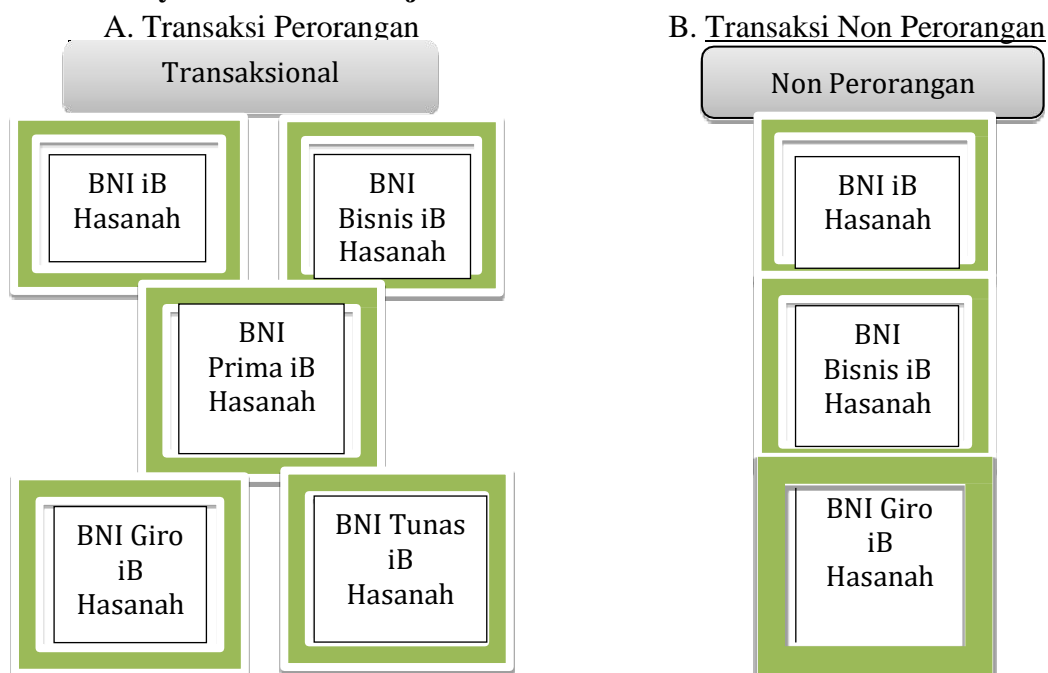 A. Transaksi Perorangan
Transaksional
BNI iB
Hasanah
BNI
Bisnis iB
Hasanah
BNI
Prima iB
Hasanah
BNI Giro
iB
Hasanah
BNI Tunas
iB
Hasanah
B. Transaksi Non Perorangan
Non Perorangan
BNI iB
Hasanah
BNI
Bisnis iB
Hasanah
BNI Giro
iB
Hasanah